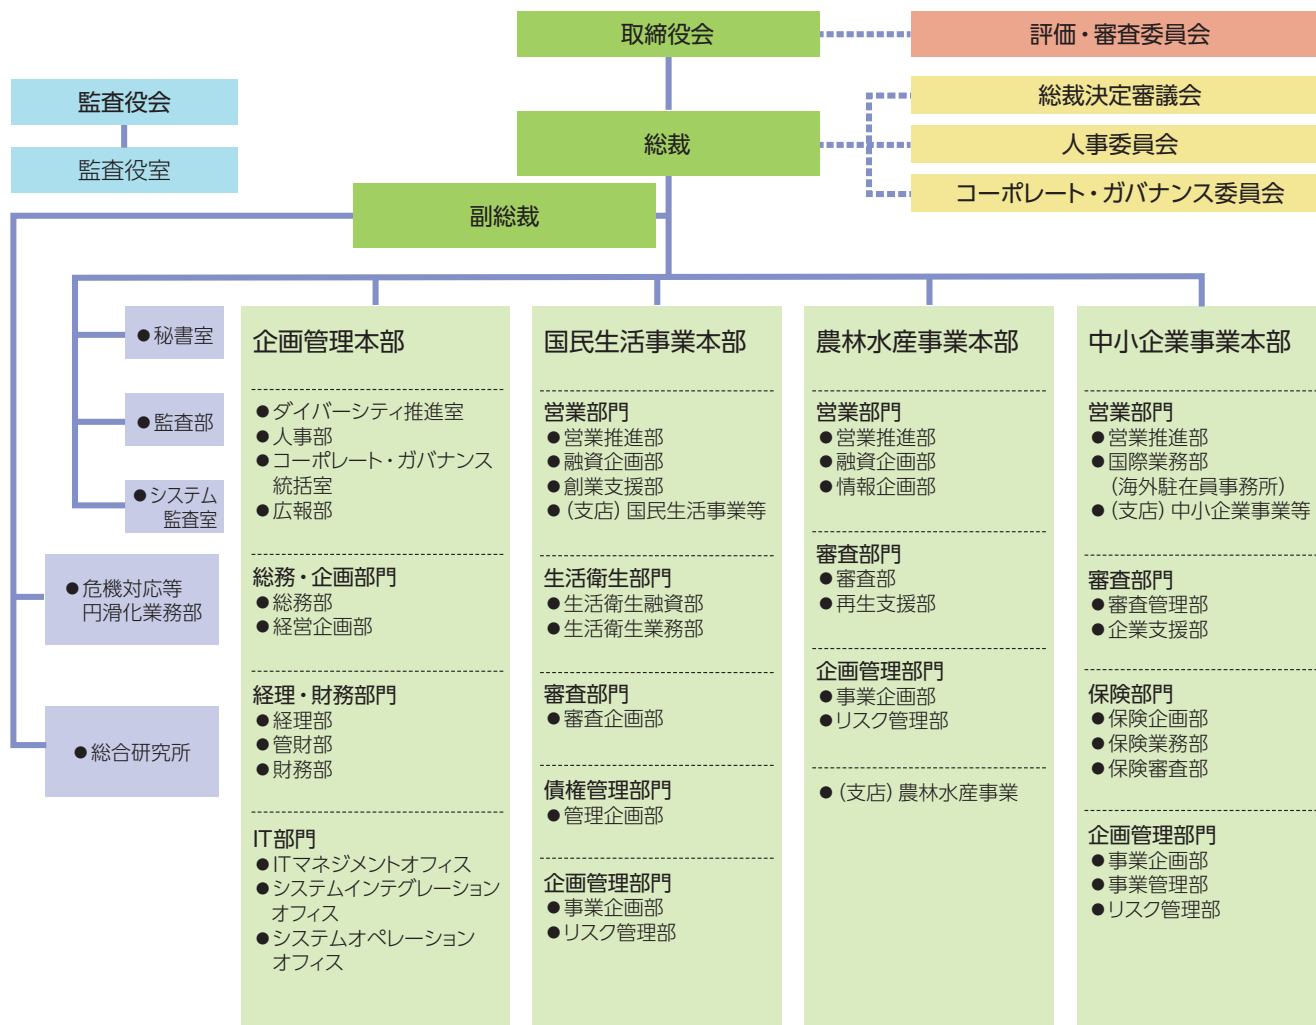 取締役会
評価・審査委員会
監査役会
監査役室
総裁
総裁決定審議会
人事委員会
コーポレート・ガバナンス委員会
副総裁
●秘書室
●監査部
●システム
監査室
●危機対応等
円滑化業務部
●総合研究所
企画管理本部
●ダイバーシティ推進室
●人事部
●コーポレート・ガバナンス
統括室
●広報部
総務・企画部門
●総務部
●経営企画部
経理・財務部門
●経理部
●管財部
●財務部
IT部門
●ITマネジメントオフィス
●システムインテグレーション
オフィス
●システムオペレーション
オフィス
国民生活事業本部
営業部門
●営業推進部
●融資企画部
●創業支援部
●(支店)国民生活事業等
生活衛生部門
●生活衛生融資部
●生活衛生業務部
審査部門
●審査企画部
債権管理部門
●管理企画部
企画管理部門
●事業企画部
●リスク管理部
農林水産事業本部
営業部門
●営業推進部
●融資企画部
●情報企画部
審査部門
●審査部
●再生支援部
企画管理部門
●事業企画部
●リスク管理部
●(支店)農林水産事業
中小企業事業本部
営業部門
●営業推進部
●国際業務部
(海外駐在員事務所)
●(支店)中小企業事業等
審査部門
●審査管理部
●企業支援部
保険部門
●保険企画部
●保険業務部
●保険審査部
企画管理部門
●事業企画部
●事業管理部
●リスク管理部